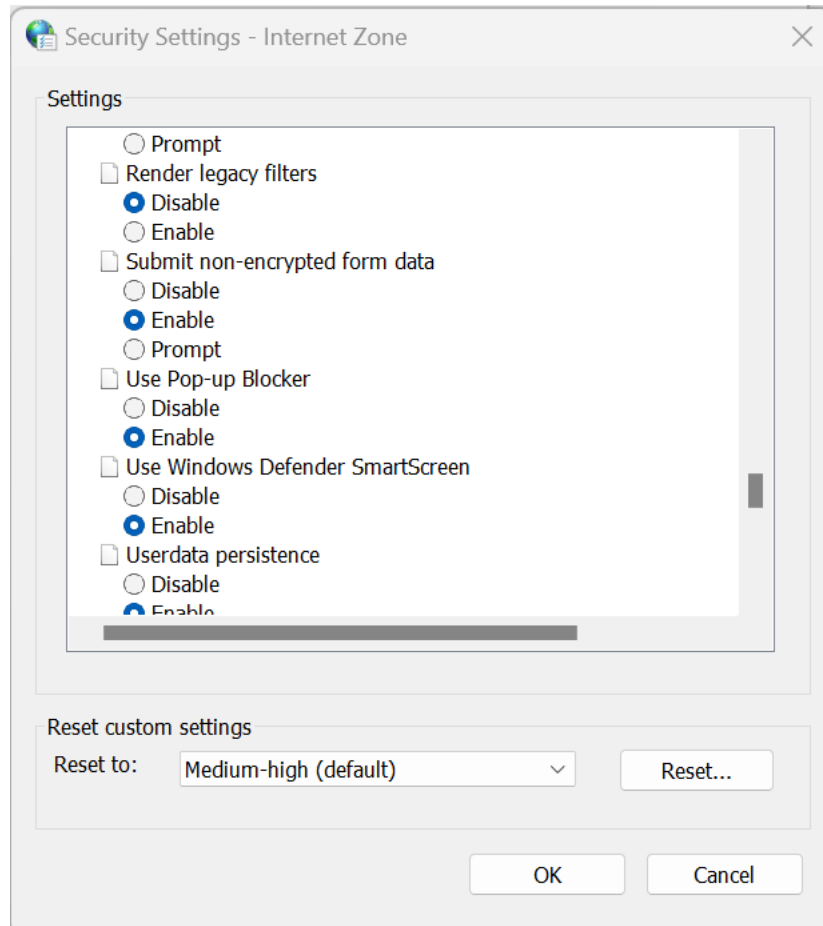 Security Settings - Internet Zone
Settings
Prompt
Render legacy filters
Disable
Enable
Submit non-encrypted form data
Disable
Enable
Prompt
Use Pop-up Blocker
Disable
Enable
Use Windows Defender SmartScreen
Disable
Enable
Userdata persistence
Disable
Enable
Reset custom settings
Reset to:
Medium-high (default)
Reset...
OK
Cancel